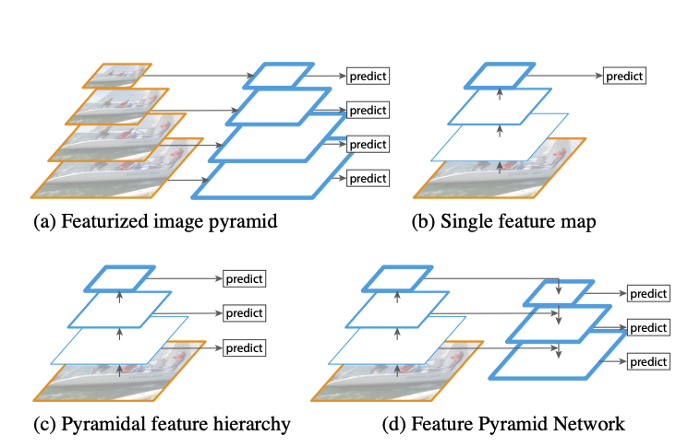 predict
predict
predict
predict
(a) Featurized image pyramid
predict
(b) Single feature map
predict
predict
predict
(c) Pyramidal feature hierarchy
predict
predict
predict
(d) Feature Pyramid Network